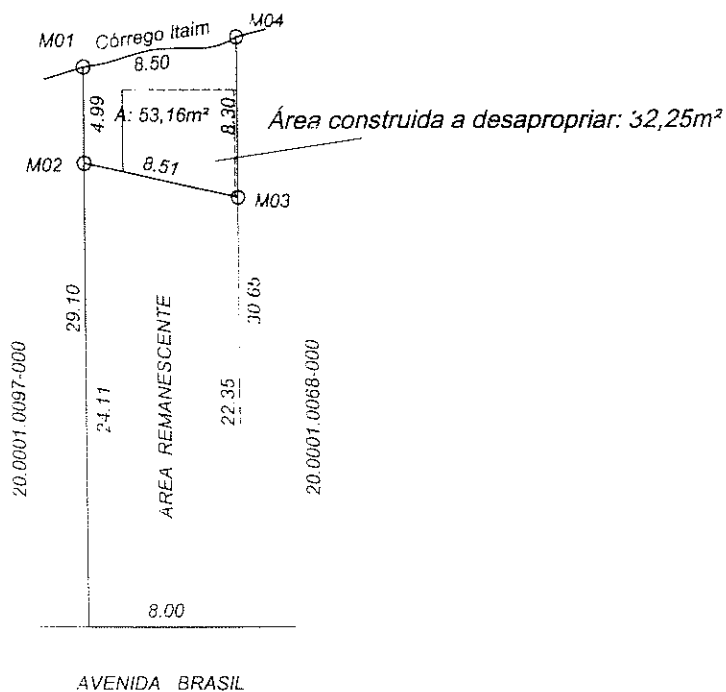 M04
M01
Córrego Itaim
8.50
4.99
A: 53,16m²
8.30
Área construida a desapropriar: 32,25m²
M02
8.51
M03
29.10
30.65
ÁREA REMANESCENTE
20.0001.0097-000
24.11
22.35
20.0001.0068-000
8.00
AVENIDA BRASIL